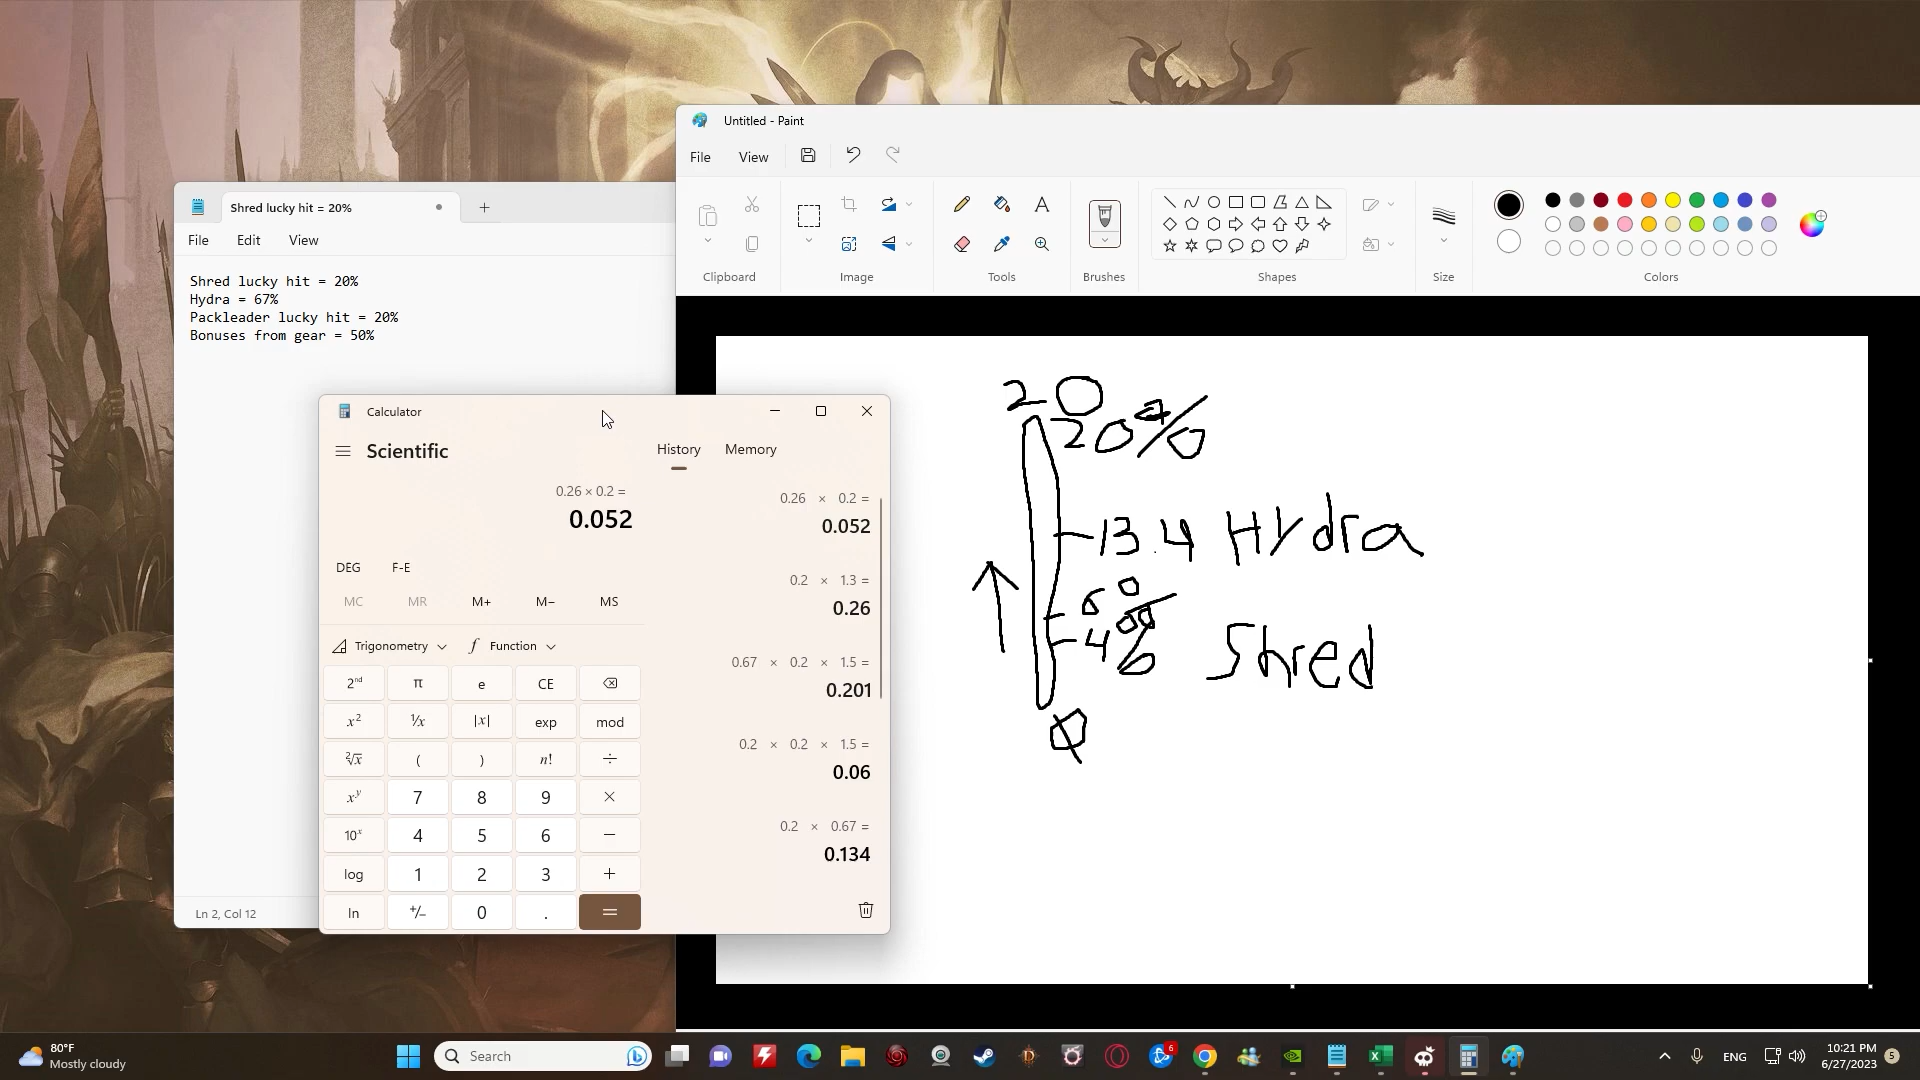 Untitled - Paint
File View
Clipboard
Image
Tools
Brushes
Shapes
Size
Colors
Shred lucky hit = 20%
File Edit View
Shred lucky hit = 20%
Hydra = 67%
Packleader lucky hit = 20%
Bonuses from gear = 50%
Ln 2, Col 12
Calculator
Scientific
History Memory
0.26 × 0.2 =
0.052
DEG F-E
MC MR M+ M− MS
Trigonometry Function
2nd π e CE
x² ¹/x |x| exp mod
²√x ( ) n! ÷
xʸ 7 8 9 ×
10ˣ 4 5 6 −
log 1 2 3 +
ln +/− 0 . =
0.26 × 0.2 =
0.052
0.2 × 1.3 =
0.26
0.67 × 0.2 × 1.5 =
0.201
0.2 × 0.2 × 1.5 =
0.06
0.2 × 0.67 =
0.134
20
20%
13.4 Hydra
4% Shred
0
80°F
Mostly cloudy
Search
6
ENG
10:21 PM
6/27/2023
5